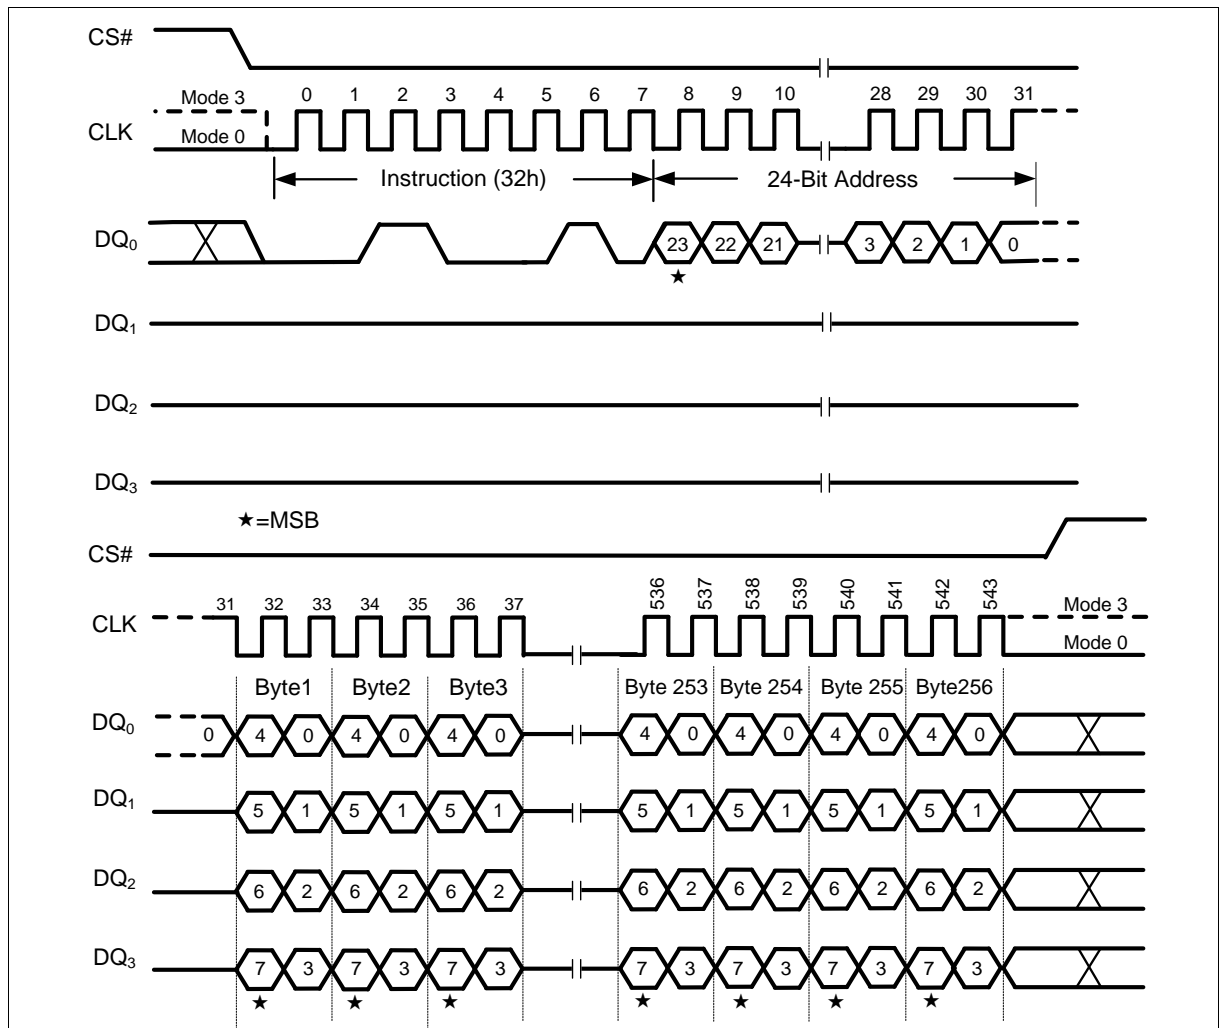 CS#
Mode 3 0 1 2 3 4 5 6 7 8 9 10 28 29 30 31
CLK Mode 0
Instruction (32h) 24-Bit Address
DQ0 23 22 21 3 2 1 0
★
DQ1
DQ2
DQ3
★=MSB
CS#
31 32 33 34 35 36 37 536 537 538 539 540 541 542 543 Mode 3
CLK Mode 0
Byte1 Byte2 Byte3 Byte 253 Byte 254 Byte 255 Byte256
DQ0 0 4 0 4 0 4 0 4 0 4 0 4 0 4 0
DQ1 5 1 5 1 5 1 5 1 5 1 5 1 5 1
DQ2 6 2 6 2 6 2 6 2 6 2 6 2 6 2
DQ3 7 3 7 3 7 3 7 3 7 3 7 3 7 3
★ ★ ★ ★ ★ ★ ★